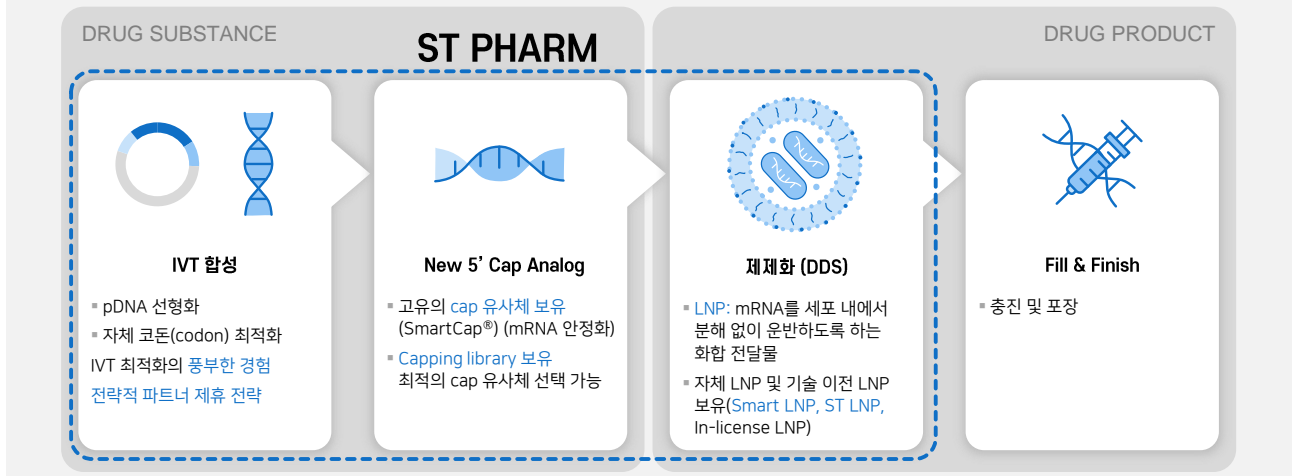 DRUG SUBSTANCE
ST PHARM
DRUG PRODUCT
IVT 합성
▪ pDNA 선형화
▪ 자체 코돈(codon) 최적화
IVT 최적화의 풍부한 경험
전략적 파트너 제휴 전략
New 5’ Cap Analog
▪ 고유의 cap 유사체 보유
(SmartCap®) (mRNA 안정화)
▪ Capping library 보유
최적의 cap 유사체 선택 가능
제제화 (DDS)
▪ LNP: mRNA를 세포 내에서
분해 없이 운반하도록 하는
화합 전달물
▪ 자체 LNP 및 기술 이전 LNP
보유(Smart LNP, ST LNP,
In-license LNP)
Fill & Finish
▪ 충진 및 포장